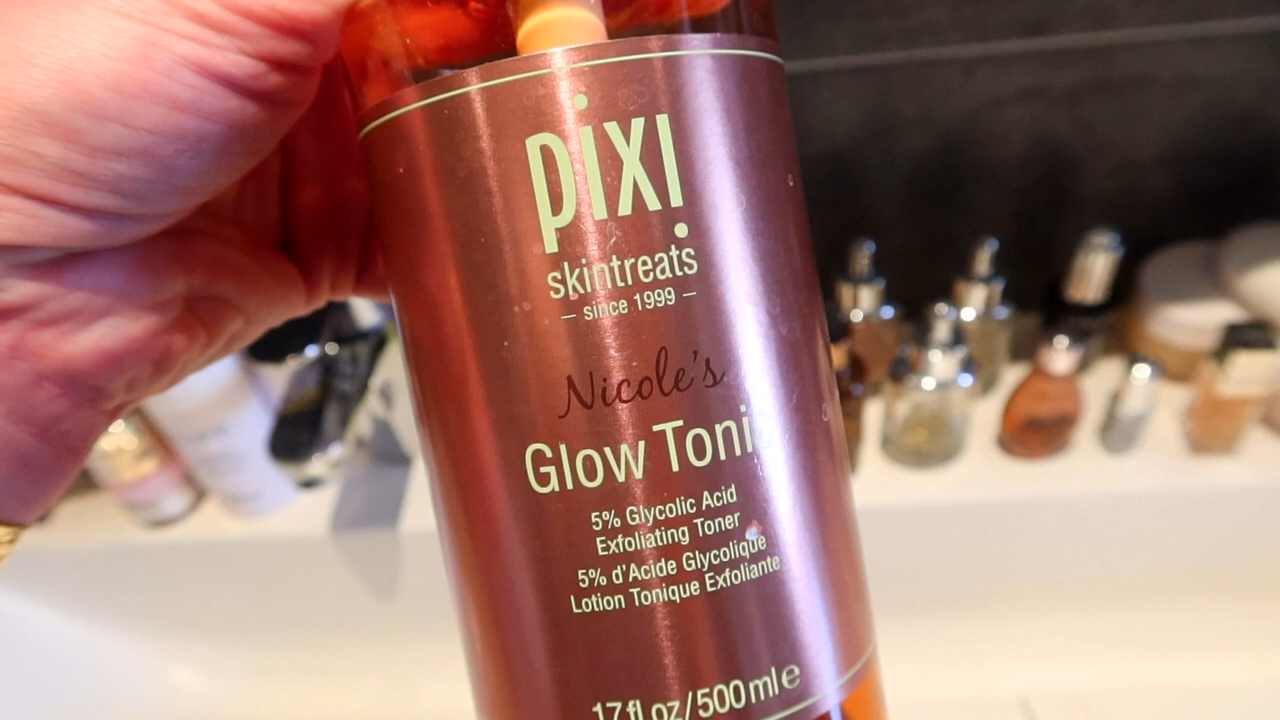 pixi
skintreats
– since 1999 –
Nicole's
Glow Tonic
5% Glycolic Acid
Exfoliating Toner
5% d'Acide Glycolique
Lotion Tonique Exfoliante
17 fl oz/500 ml e